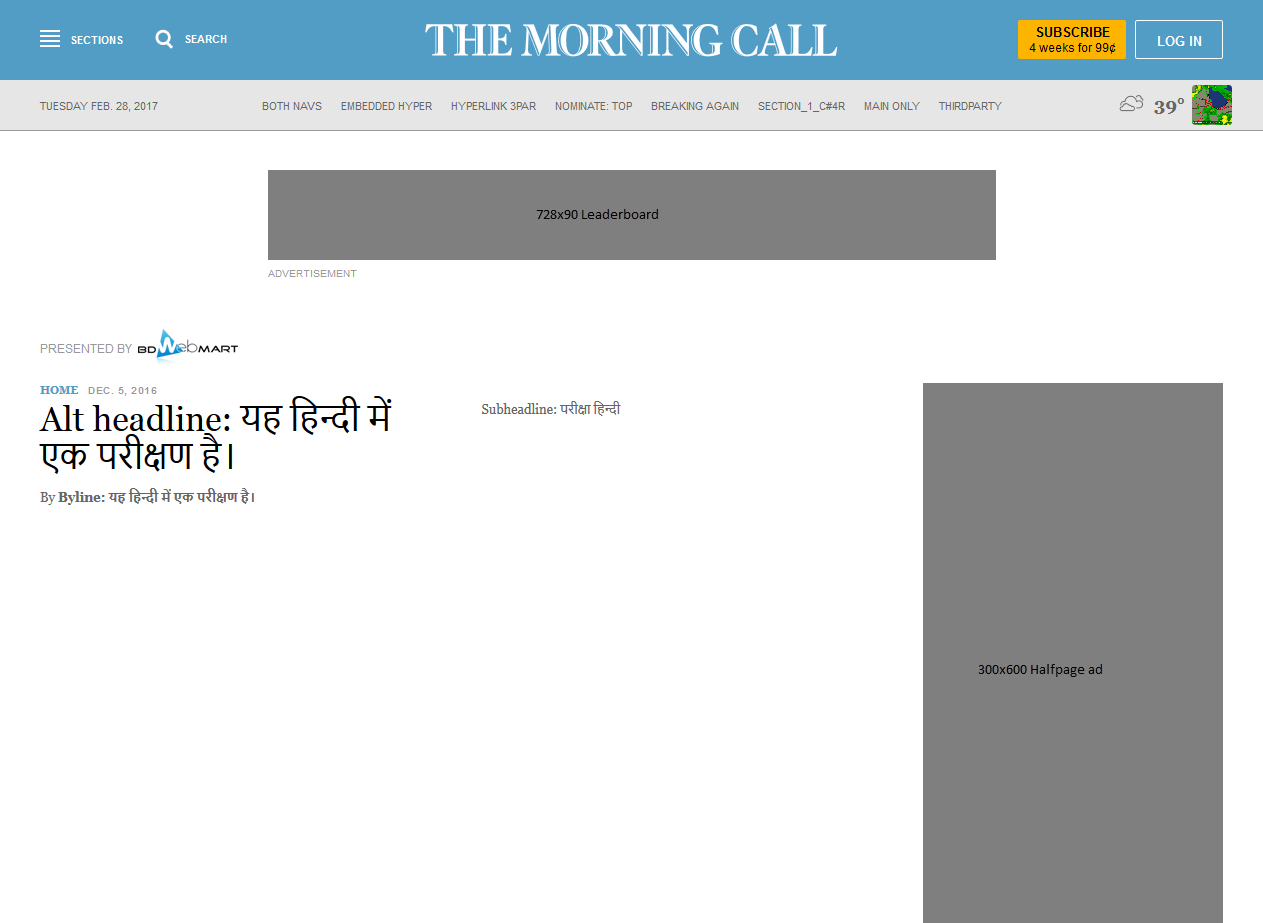 SECTIONS
SEARCH
THE MORNING CALL
SUBSCRIBE
4 weeks for 99¢
LOG IN
TUESDAY FEB. 28, 2017
BOTH NAVS
EMBEDDED HYPER
HYPERLINK 3PAR
NOMINATE: TOP
BREAKING AGAIN
SECTION_1_C#4R
MAIN ONLY
THIRDPARTY
39°
728x90 Leaderboard
ADVERTISEMENT
PRESENTED BY BDWebMART
HOME DEC. 5, 2016
Alt headline: यह हिन्दी में
एक परीक्षण है।
By Byline: यह हिन्दी में एक परीक्षण है।
Subheadline: परीक्षा हिन्दी
300x600 Halfpage ad